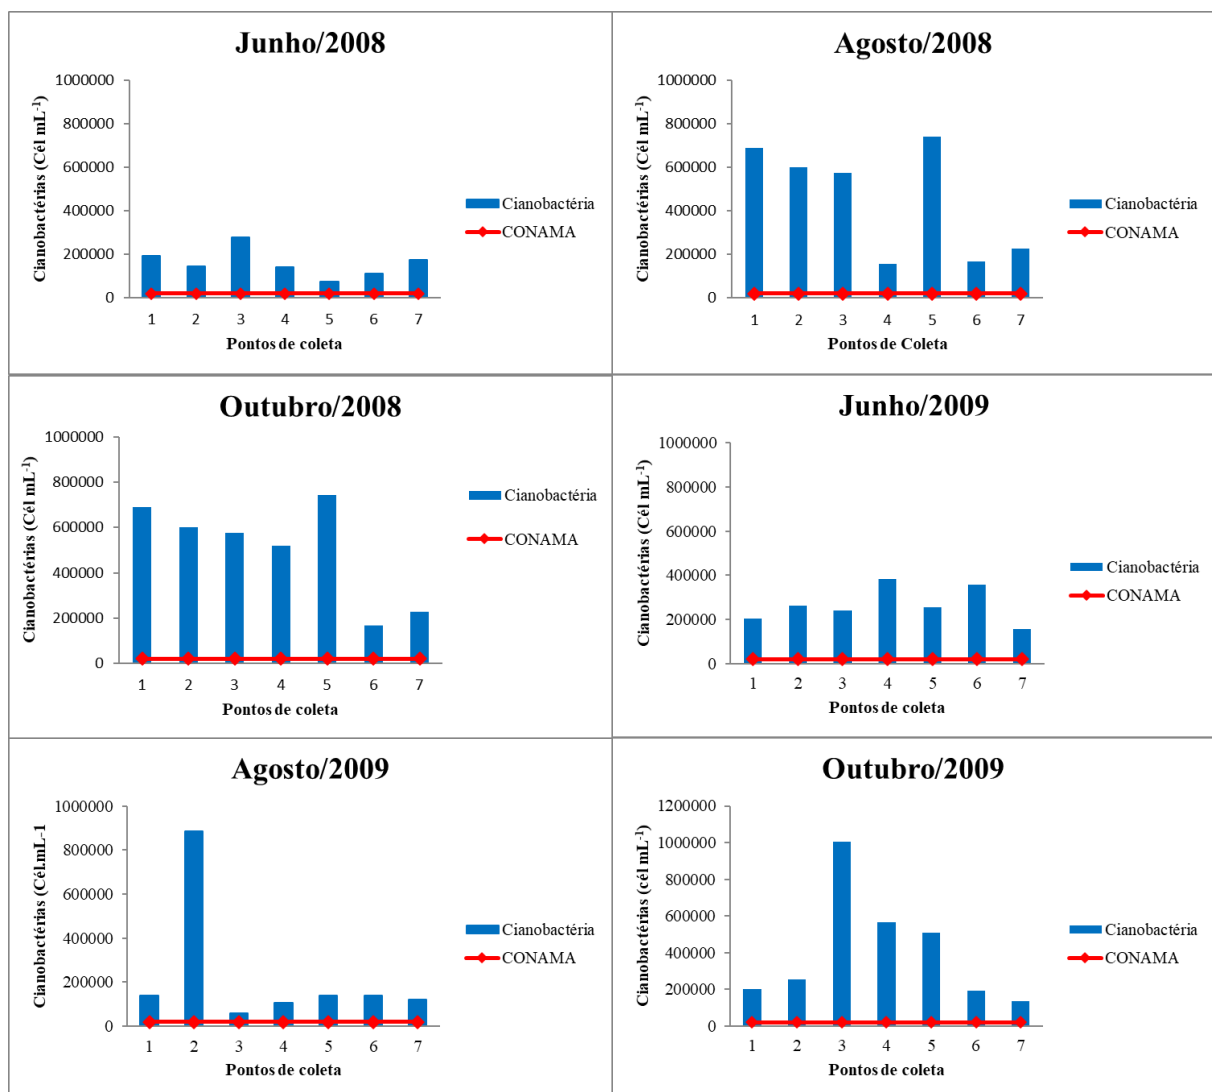 Junho/2008
Cianobactérias (Cél mL-1)
1000000
800000
600000
400000
200000
0
1 2 3 4 5 6 7
Pontos de coleta
Cianobactéria
CONAMA
Agosto/2008
Cianobactérias (Cél mL-1)
1000000
800000
600000
400000
200000
0
1 2 3 4 5 6 7
Pontos de Coleta
Cianobactéria
CONAMA
Outubro/2008
Cianobactérias (Cél mL-1)
1000000
800000
600000
400000
200000
0
1 2 3 4 5 6 7
Pontos de coleta
Cianobactéria
CONAMA
Junho/2009
Cianobactérias (Cél mL-1)
1000000
800000
600000
400000
200000
0
1 2 3 4 5 6 7
Pontos de coleta
Cianobactéria
CONAMA
Agosto/2009
Cianobactérias (Cél.mL-1
1000000
800000
600000
400000
200000
0
1 2 3 4 5 6 7
Pontos de coleta
Cianobactéria
CONAMA
Outubro/2009
Cianobactérias (cél mL-1)
1200000
1000000
800000
600000
400000
200000
0
1 2 3 4 5 6 7
Pontos de coleta
Cianobactéria
CONAMA